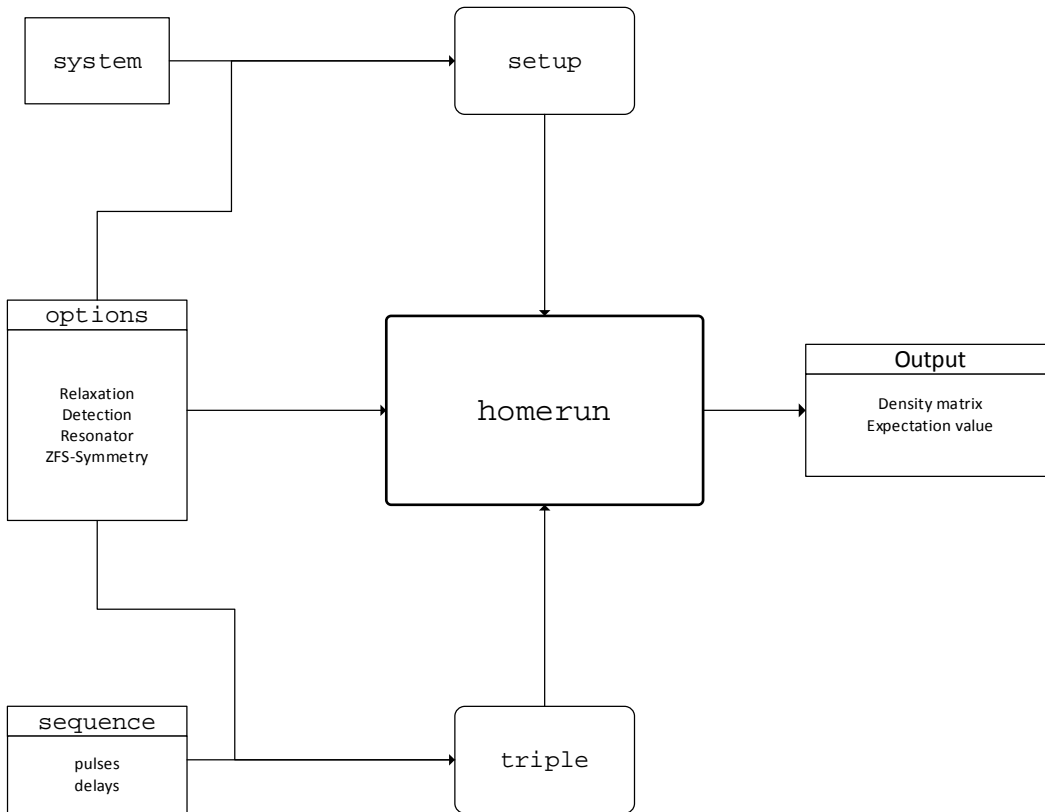 system
setup
options
Relaxation
Detection
Resonator
ZFS-Symmetry
homerun
Output
Density matrix
Expectation value
sequence
pulses
delays
triple